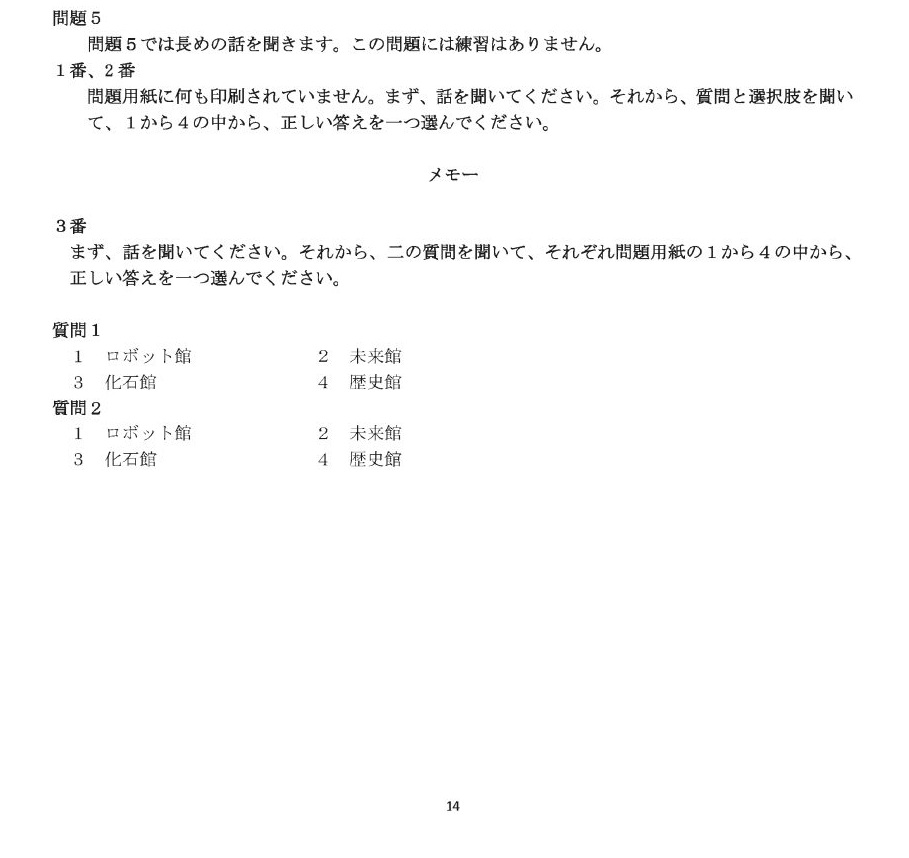 問題５
問題５では長めの話を聞きます。この問題には練習はありません。
１番、2 番
問題用紙に何も印刷されていません。まず、話を聞いてください。それから、質問と選択肢を聞い
て、１から４の中から、正しい答えを一つ選んでください。
メモー
３番
まず、話を聞いてください。それから、二の質問を聞いて、それぞれ問題用紙の１から４の中から、
正しい答えを一つ選んでください。
質問１
1 ロボット館 2 未来館
3 化石館 4 歴史館
質問２
1 ロボット館 2 未来館
3 化石館 4 歴史館
14